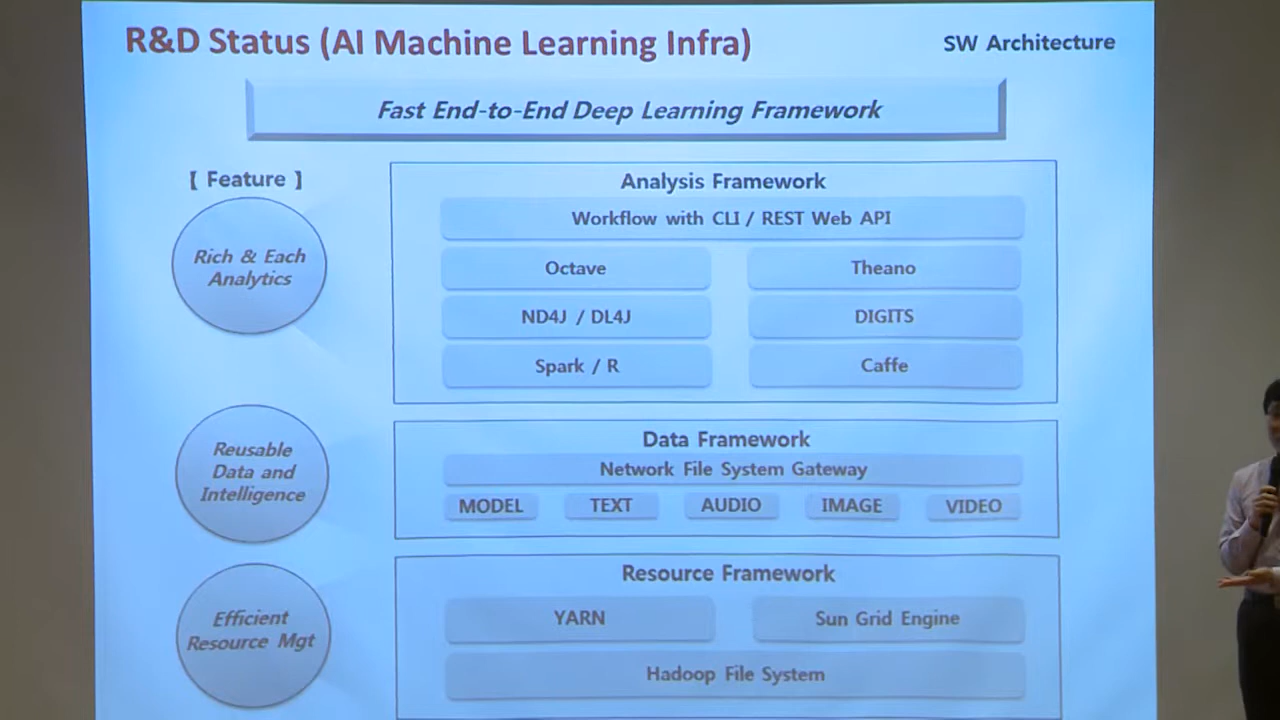 R&D Status (AI Machine Learning Infra)
SW Architecture
Fast End-to-End Deep Learning Framework
[ Feature ]
Rich & Each
Analytics
Analysis Framework
Workflow with CLI / REST Web API
Octave
Theano
ND4J / DL4J
DIGITS
Spark / R
Caffe
Reusable
Data and
Intelligence
Data Framework
Network File System Gateway
MODEL
TEXT
AUDIO
IMAGE
VIDEO
Efficient
Resource Mgt
Resource Framework
YARN
Sun Grid Engine
Hadoop File System